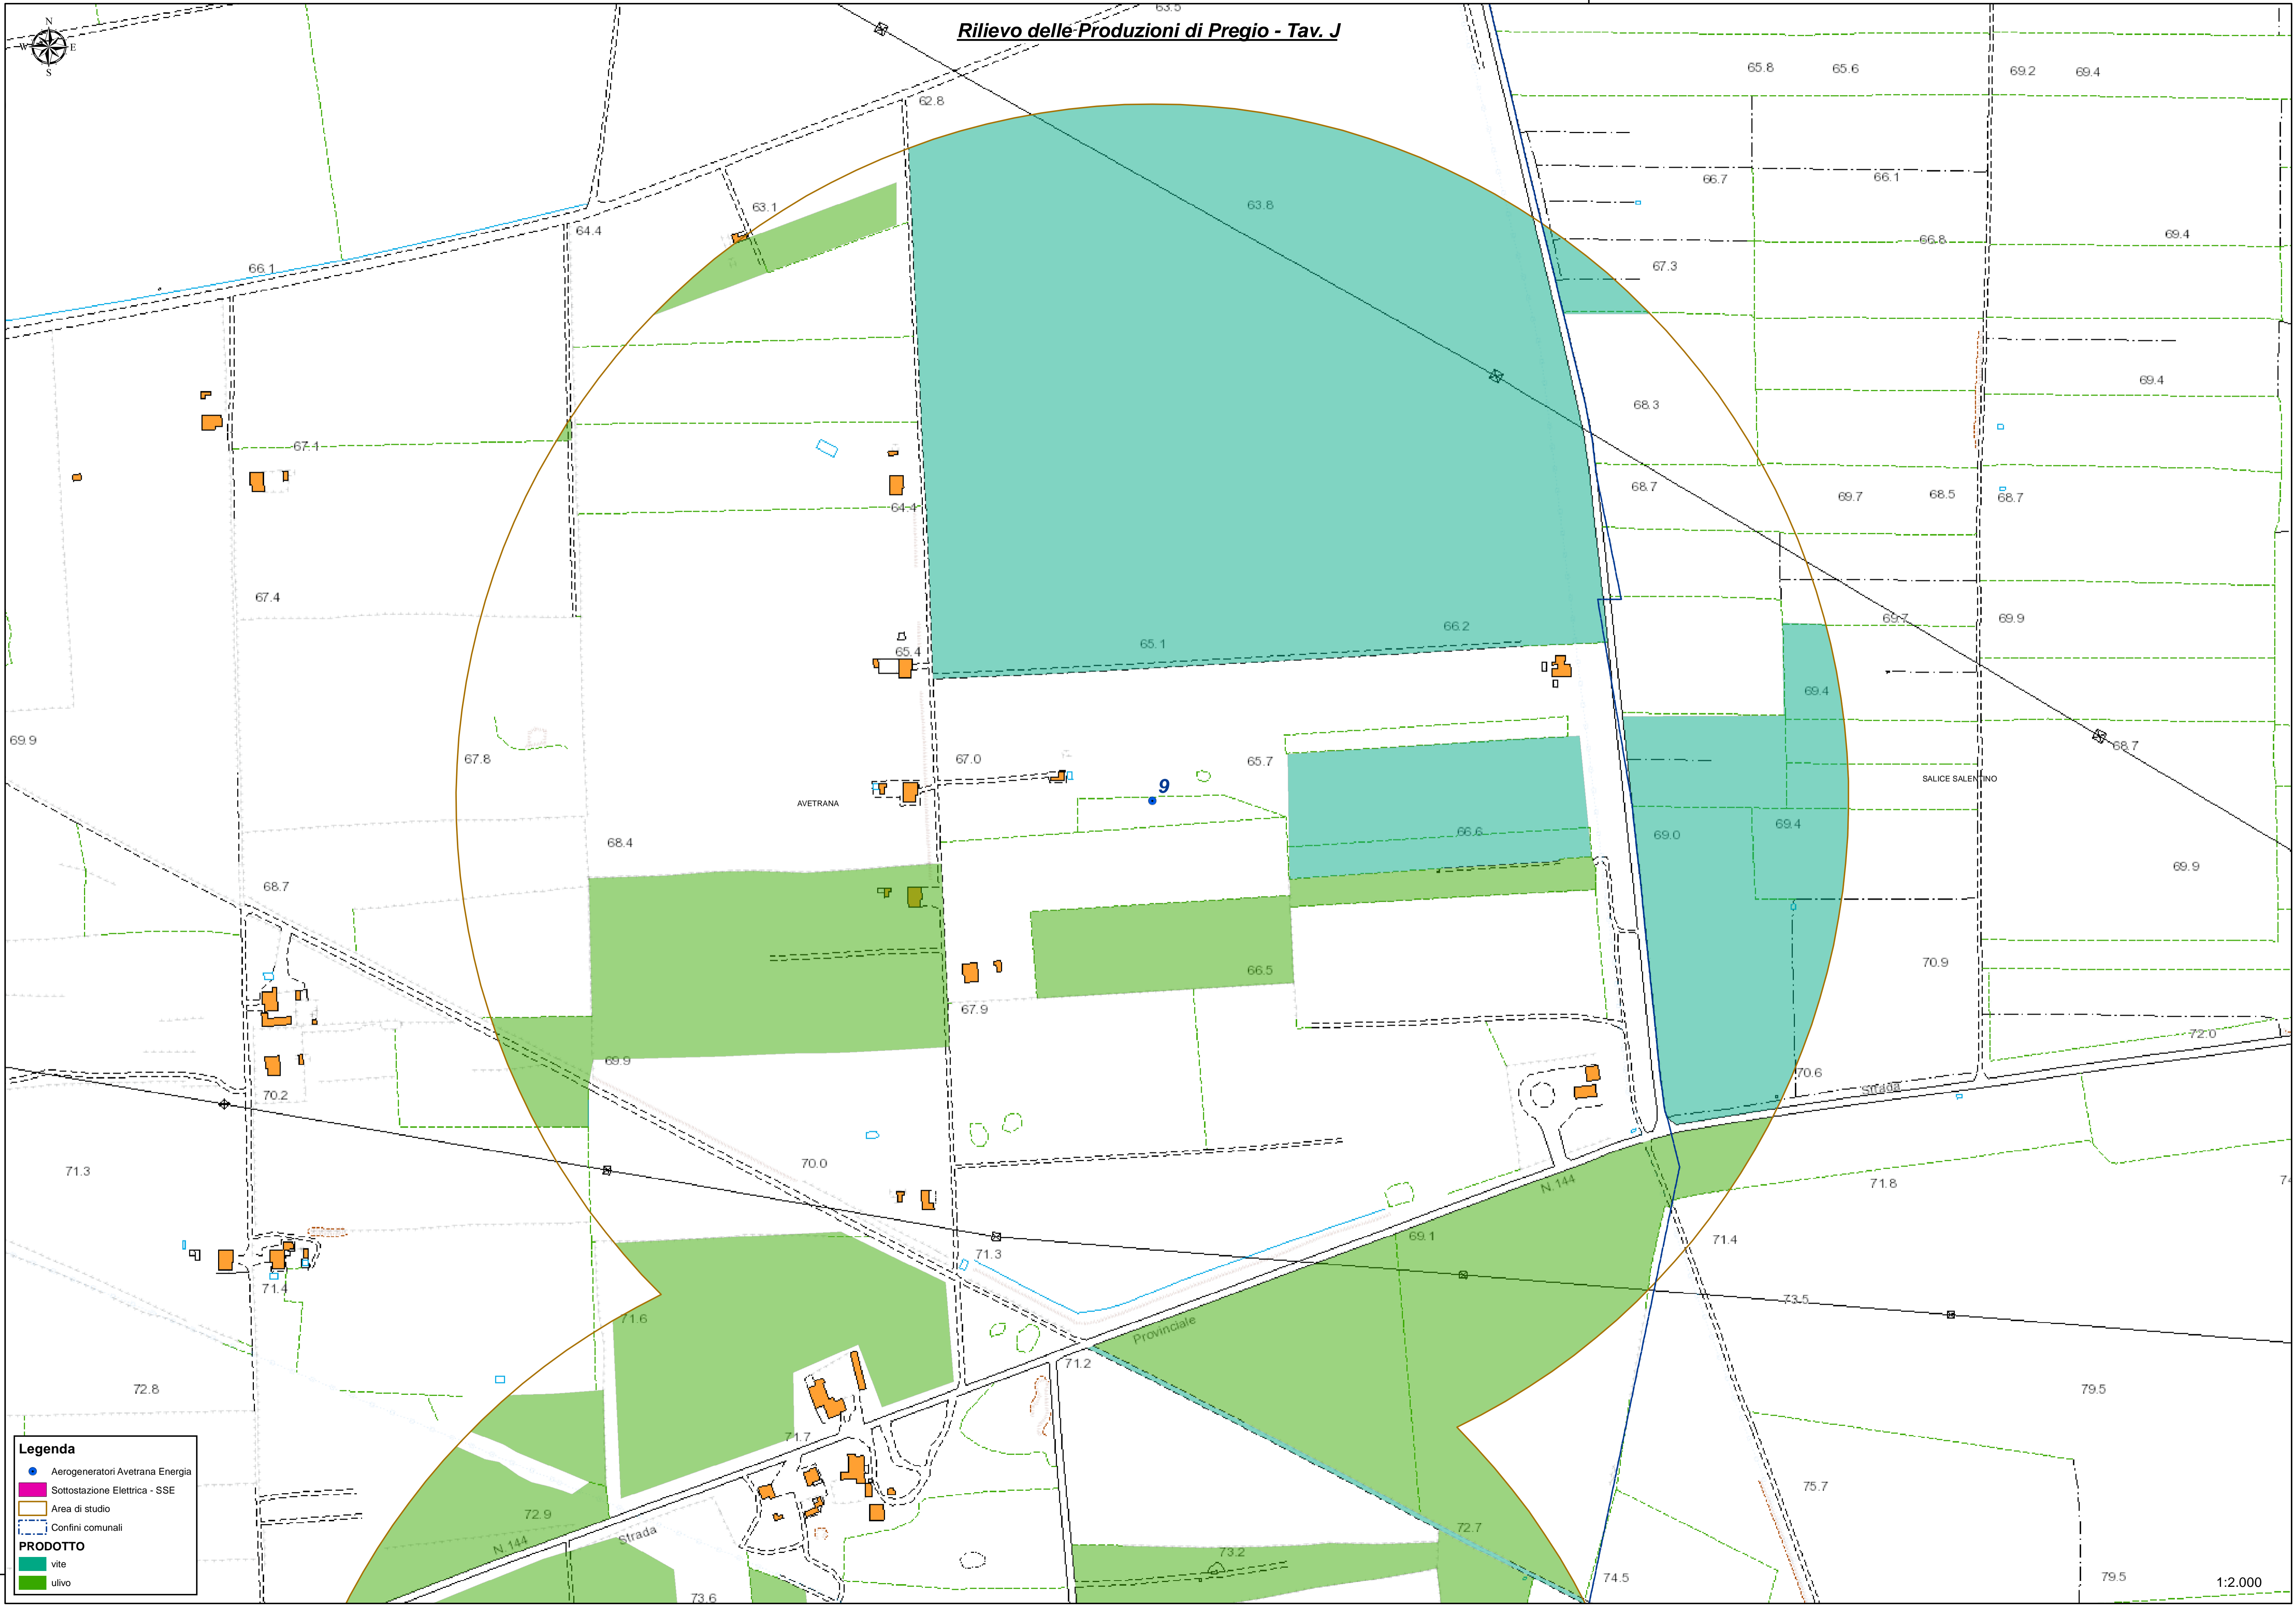 63.5
Rilievo delle Produzioni di Pregio - Tav. J
N
W E
S
65.8 65.6 69.2 69.4
62.8
66.7 66.1
63.1 63.8
64.4 66.8 69.4
66.1 67.3
69.4
68.3
67.1
68.7 69.7 68.5 68.7
64.4
67.4
66.2 69.7 69.9
65.4 65.1
69.4
69.9 68.7
67.8 67.0 65.7
SALICE SALENTINO
9
AVETRANA
69.4
66.6 69.0
68.4
69.9
68.7
66.5 70.9
67.9
72.0
69.9
70.6 Strada
70.2
70.0
71.3
N 144 71.8
69.1 71.4
71.3
71.4
73.5
71.6 Provinciale
71.2
72.8 79.5
71.7
75.7
72.9 72.7
Strada
N 144
73.2
74.5 79.5
73.6
Legenda
Aerogeneratori Avetrana Energia
Sottostazione Elettrica - SSE
Area di studio
Confini comunali
PRODOTTO
vite
ulivo
1:2.000